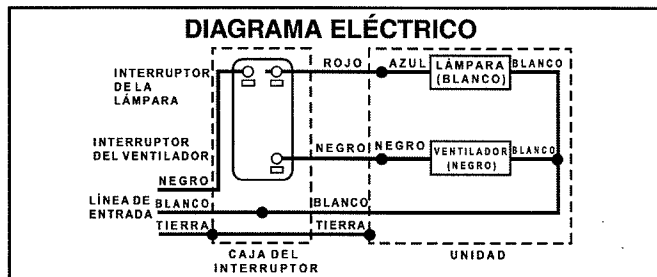 DIAGRAMA ELÉCTRICO
INTERRUPTOR
DE LA
LÁMPARA
ROJO
AZUL
LÁMPARA
(BLANCO)
BLANCO
INTERRUPTOR
DEL VENTILADOR
NEGRO
NEGRO
VENTILADOR
(NEGRO)
BLANCO
NEGRO
LÍNEA DE
ENTRADA
BLANCO
BLANCO
TIERRA
TIERRA
CAJA DEL
INTERRUPTOR
UNIDAD